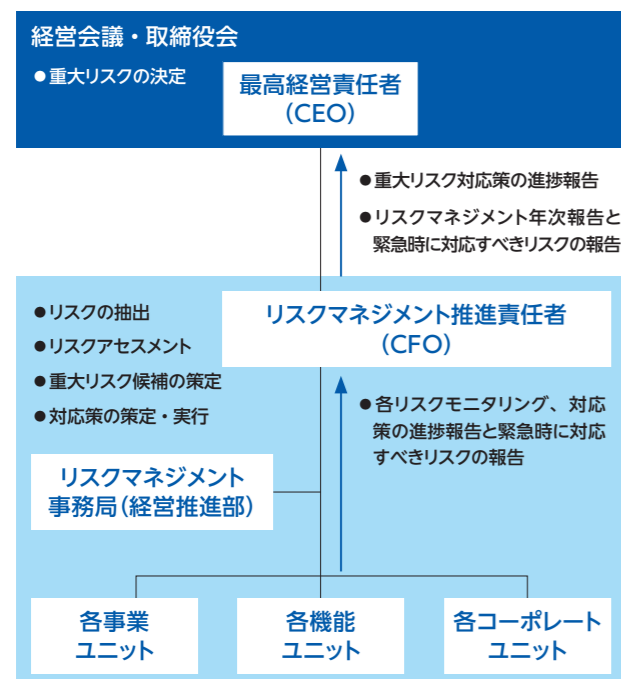 経営会議・取締役会
●重大リスクの決定
最高経営責任者
(CEO)
●重大リスク対応策の進捗報告
●リスクマネジメント年次報告と
緊急時に対応すべきリスクの報告
●リスクの抽出
●リスクアセスメント
●重大リスク候補の策定
●対応策の策定・実行
リスクマネジメント推進責任者
(CFO)
●各リスクモニタリング、対応
策の進捗報告と緊急時に対応
すべきリスクの報告
リスクマネジメント
事務局(経営推進部)
各事業
ユニット
各機能
ユニット
各コーポレート
ユニット